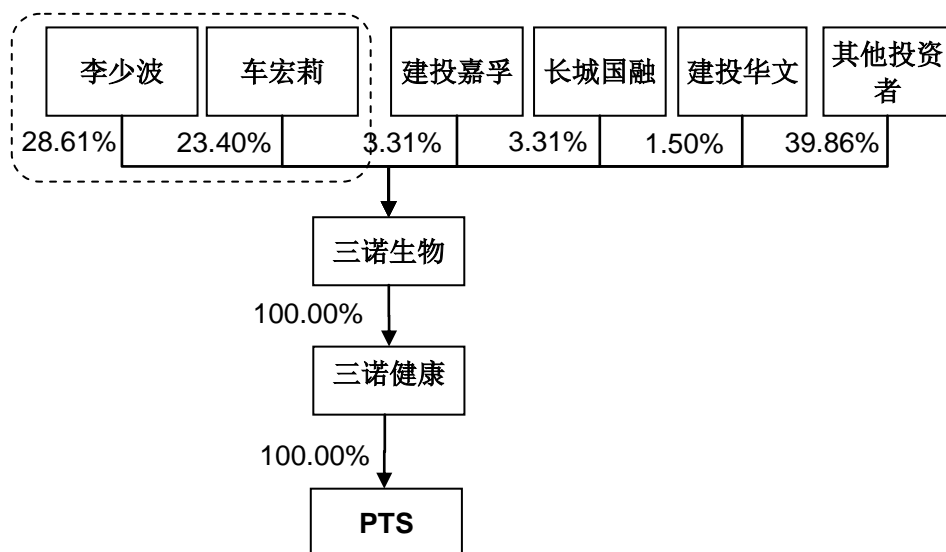 李少波
车宏莉
建投嘉孚
长城国融
建投华文
其他投资
者
28.61%
23.40%
3.31%
3.31%
1.50%
39.86%
三诺生物
100.00%
三诺健康
100.00%
PTS